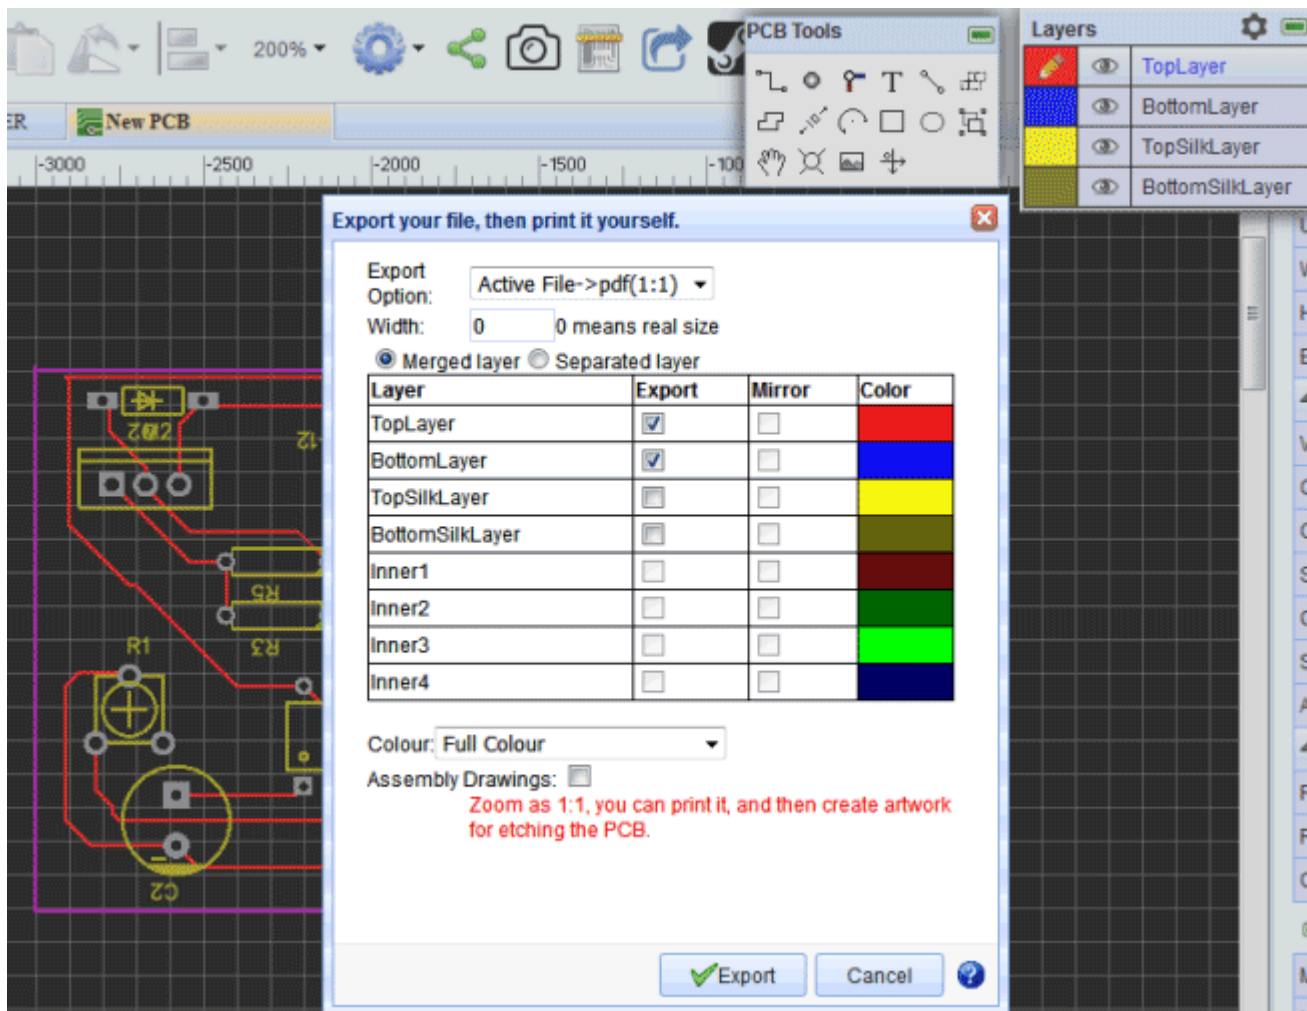 200%
PCB Tools
Layers
TopLayer
BottomLayer
TopSilkLayer
BottomSilkLayer
ER
New PCB
-3000 -2500 -2000 -1500 -100
Export your file, then print it yourself.
Export
Option:
Active File->pdf(1:1)
Width: 0 0 means real size
Merged layer Separated layer
Layer Export Mirror Color
TopLayer
BottomLayer
TopSilkLayer
BottomSilkLayer
Inner1
Inner2
Inner3
Inner4
Colour: Full Colour
Assembly Drawings:
Zoom as 1:1, you can print it, and then create artwork
for etching the PCB.
Export Cancel
R5
R3
R1
C2